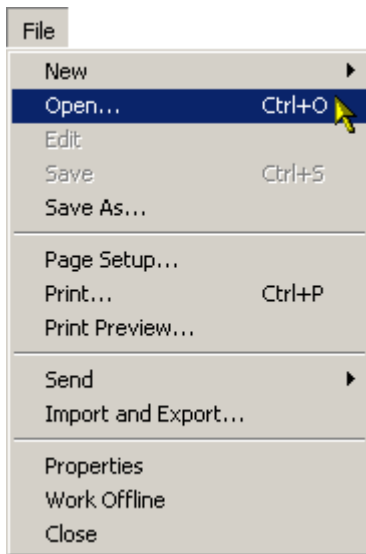 File
New
Open... Ctrl+O
Edit
Save Ctrl+S
Save As...
Page Setup...
Print... Ctrl+P
Print Preview...
Send
Import and Export...
Properties
Work Offline
Close